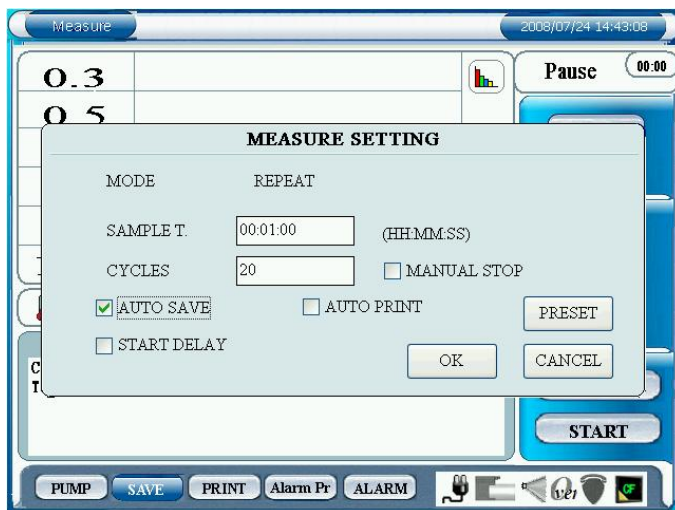 Measure 2008/07/24 14:43:08
0.3
Pause 00:00
0.5
MEASURE SETTING
MODE REPEAT
SAMPLE T. 00:01:00 (HH:MM:SS)
CYCLES 20 MANUAL STOP
AUTO SAVE AUTO PRINT PRESET
START DELAY OK CANCEL
START
PUMP SAVE PRINT Alarm Pr ALARM CF